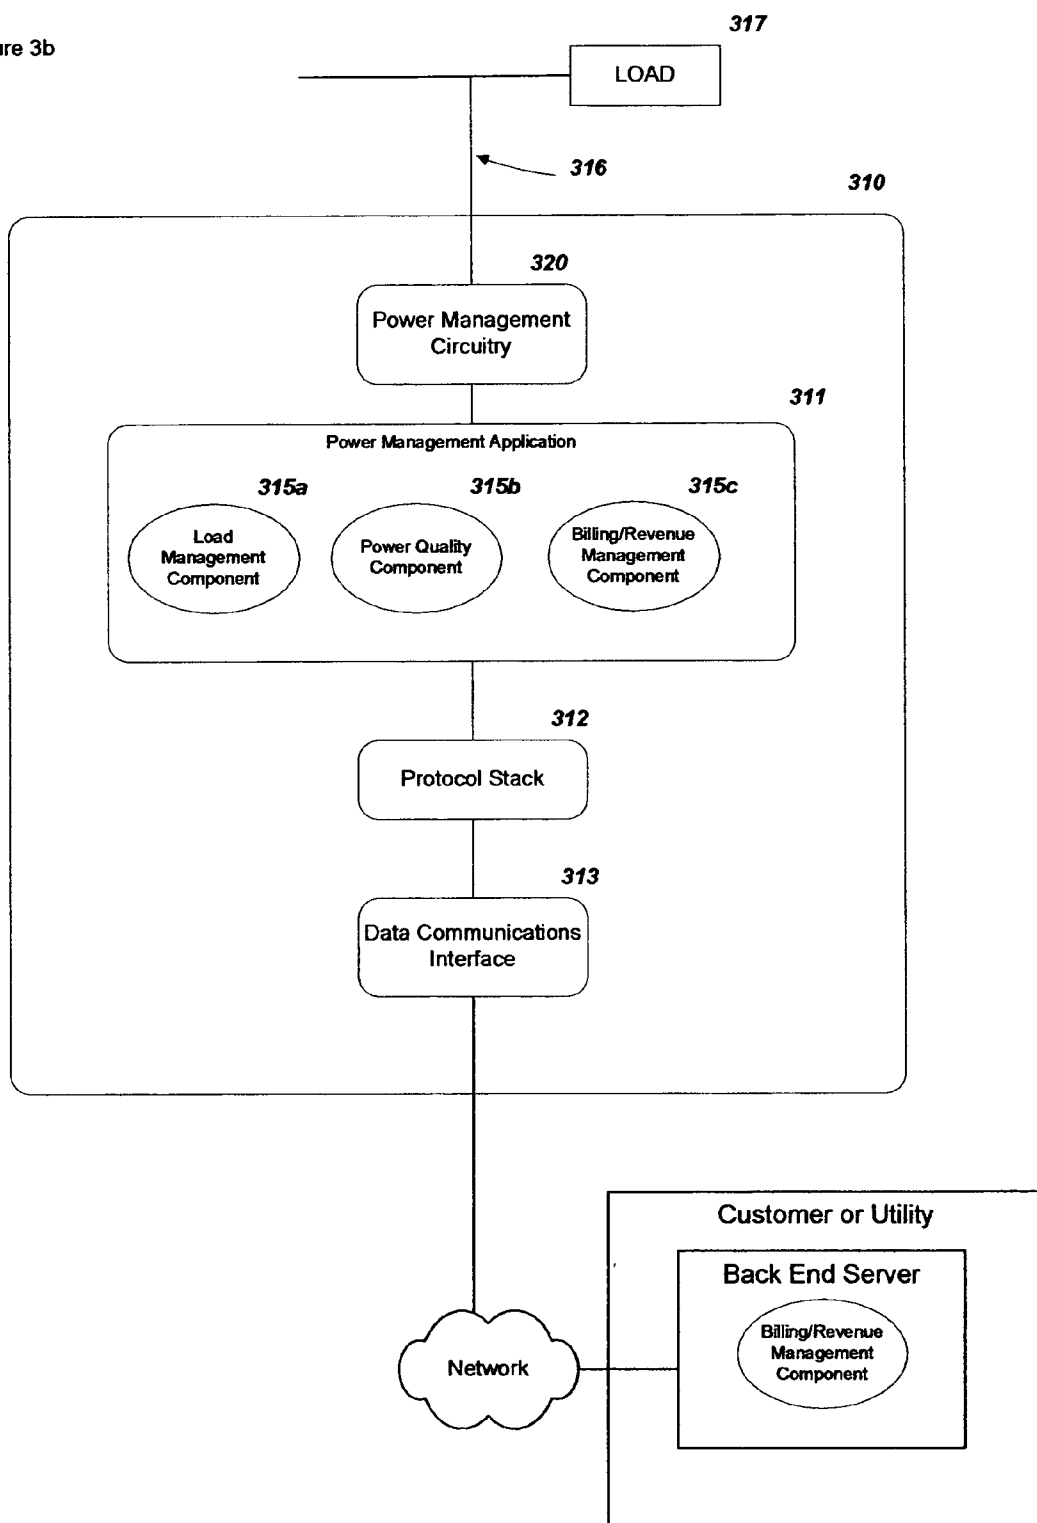 317
ure 3b
LOAD
316
310
320
Power Management
Circuitry
311
Power Management Application
315a
315b
315c
Load
Management
Component
Power Quality
Component
Billing/Revenue
Management
Component
312
Protocol Stack
313
Data Communications
Interface
Customer or Utility
Back End Server
Billing/Revenue
Management
Component
Network